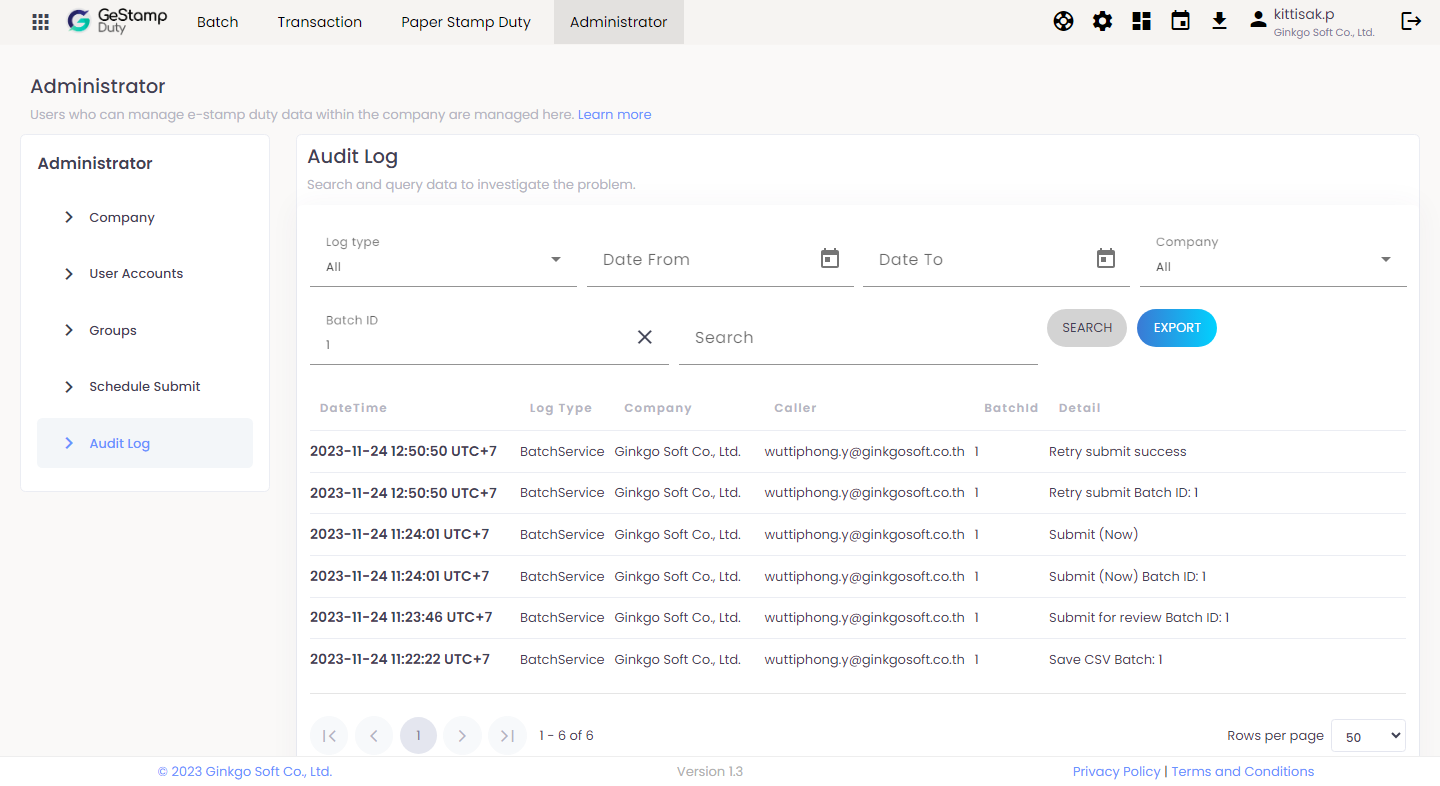 GeStamp Duty Batch Transaction Paper Stamp Duty Administrator kittisak.p
Ginkgo Soft Co., Ltd.
Administrator
Users who can manage e-stamp duty data within the company are managed here. Learn more
Administrator
Company
User Accounts
Groups
Schedule Submit
Audit Log
Audit Log
Search and query data to investigate the problem.
Log type Company
All Date From Date To All
Batch ID
1 Search SEARCH EXPORT
DateTime Log Type Company Caller BatchId Detail
2023-11-24 12:50:50 UTC+7 BatchService Ginkgo Soft Co., Ltd. wuttiphong.y@ginkgosoft.co.th 1 Retry submit success
2023-11-24 12:50:50 UTC+7 BatchService Ginkgo Soft Co., Ltd. wuttiphong.y@ginkgosoft.co.th 1 Retry submit Batch ID: 1
2023-11-24 11:24:01 UTC+7 BatchService Ginkgo Soft Co., Ltd. wuttiphong.y@ginkgosoft.co.th 1 Submit (Now)
2023-11-24 11:24:01 UTC+7 BatchService Ginkgo Soft Co., Ltd. wuttiphong.y@ginkgosoft.co.th 1 Submit (Now) Batch ID: 1
2023-11-24 11:23:46 UTC+7 BatchService Ginkgo Soft Co., Ltd. wuttiphong.y@ginkgosoft.co.th 1 Submit for review Batch ID: 1
2023-11-24 11:22:22 UTC+7 BatchService Ginkgo Soft Co., Ltd. wuttiphong.y@ginkgosoft.co.th 1 Save CSV Batch: 1
1 1 - 6 of 6 Rows per page 50
© 2023 Ginkgo Soft Co., Ltd. Version 1.3 Privacy Policy | Terms and Conditions